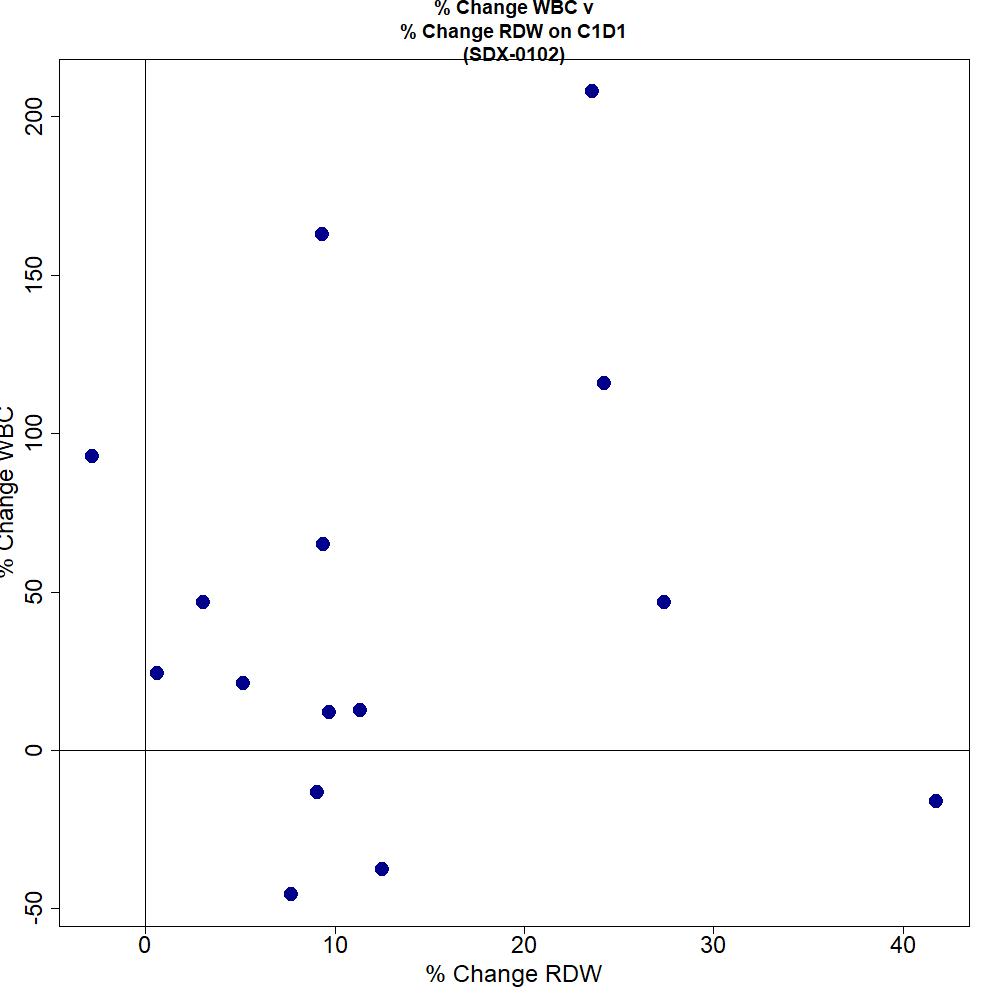 % Change WBC v
% Change RDW on C1D1
(SDX-0102)
200
150
100
50
0
-50
% Change WBC
0 10 20 30 40
% Change RDW